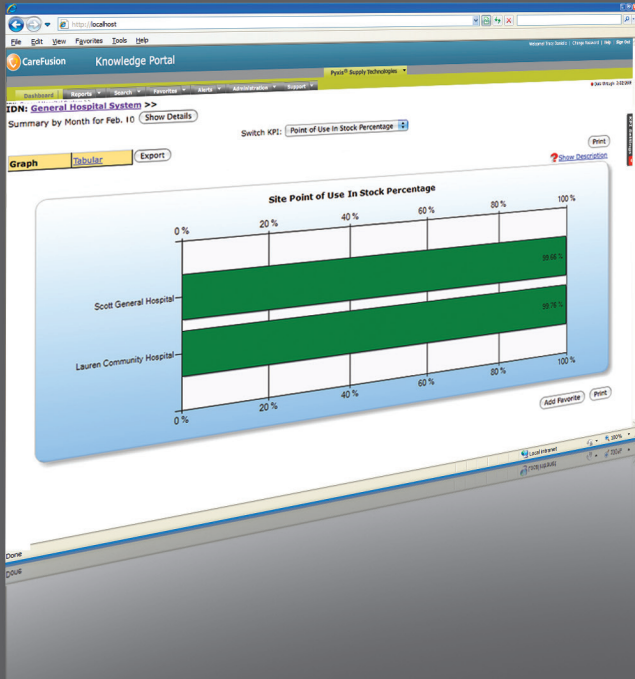 http://localhost
File Edit View Favorites Tools Help
CareFusion Knowledge Portal
Pyxis® Supply Technologies
Dashboard Reports Search Favorites Alerts Administration Support
IDN: General Hospital System >>
Summary by Month for Feb. 10 Show Details
Switch KPI: Point of Use In Stock Percentage
Print
Graph Tabular Export
?Show Description
Site Point of Use In Stock Percentage
0 % 20 % 40 % 60 % 80 % 100 %
Scott General Hospital
Lauren Community Hospital
0 % 20 % 40 % 60 % 80 % 100 %
Add Favorite Print
Local intranet 100%
Done